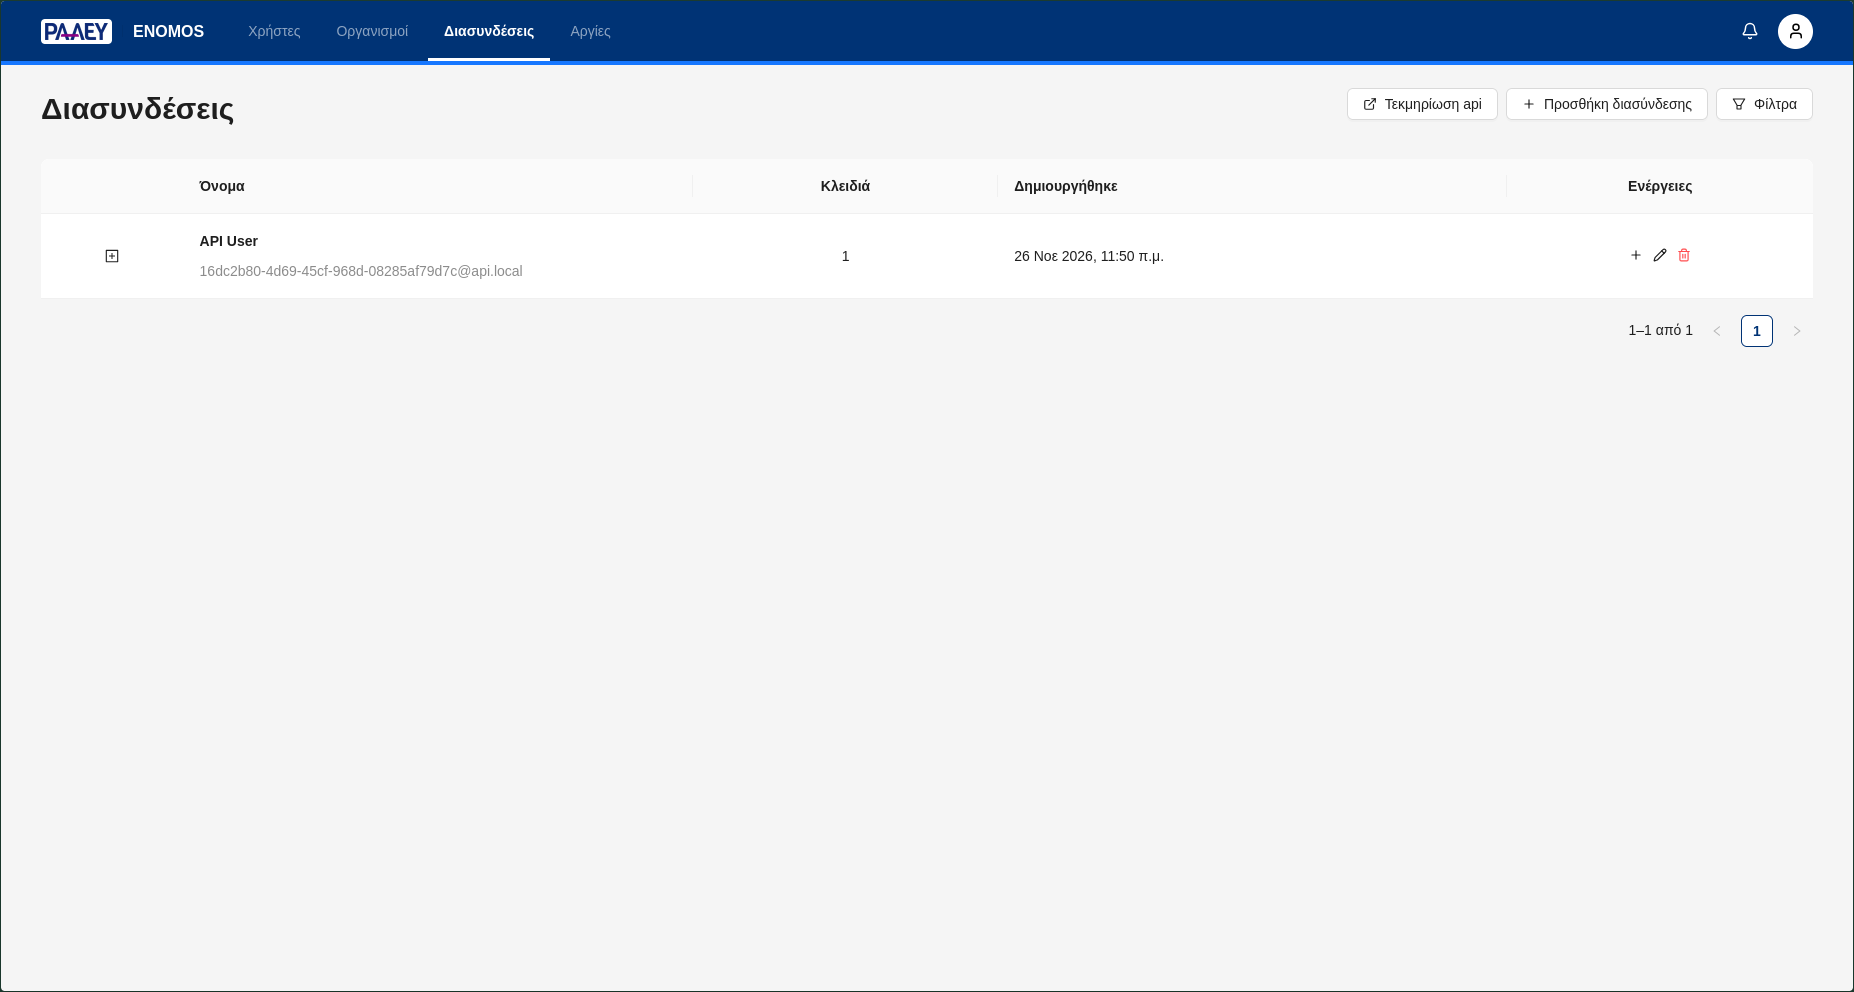 ΡΑΑΕΥ ENOMOS Χρήστες Οργανισμοί Διασυνδέσεις Αργίες
Διασυνδέσεις
Τεκμηρίωση api Προσθήκη διασύνδεσης Φίλτρα
Όνομα Κλειδιά Δημιουργήθηκε Ενέργειες
API User
16dc2b80-4d69-45cf-968d-08285af79d7c@api.local
1 26 Νοε 2026, 11:50 π.μ.
1–1 από 1 1